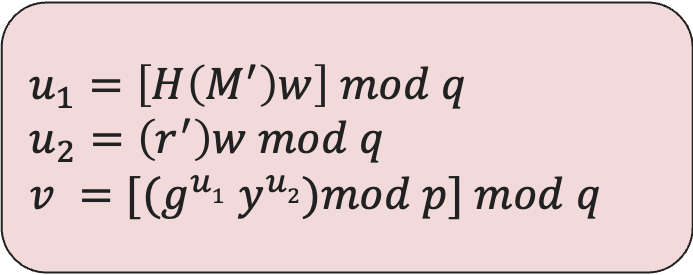 u₁ = [H(M′)w] mod q
u₂ = (r′)w mod q
v = [(g^{u₁} y^{u₂})mod p] mod q